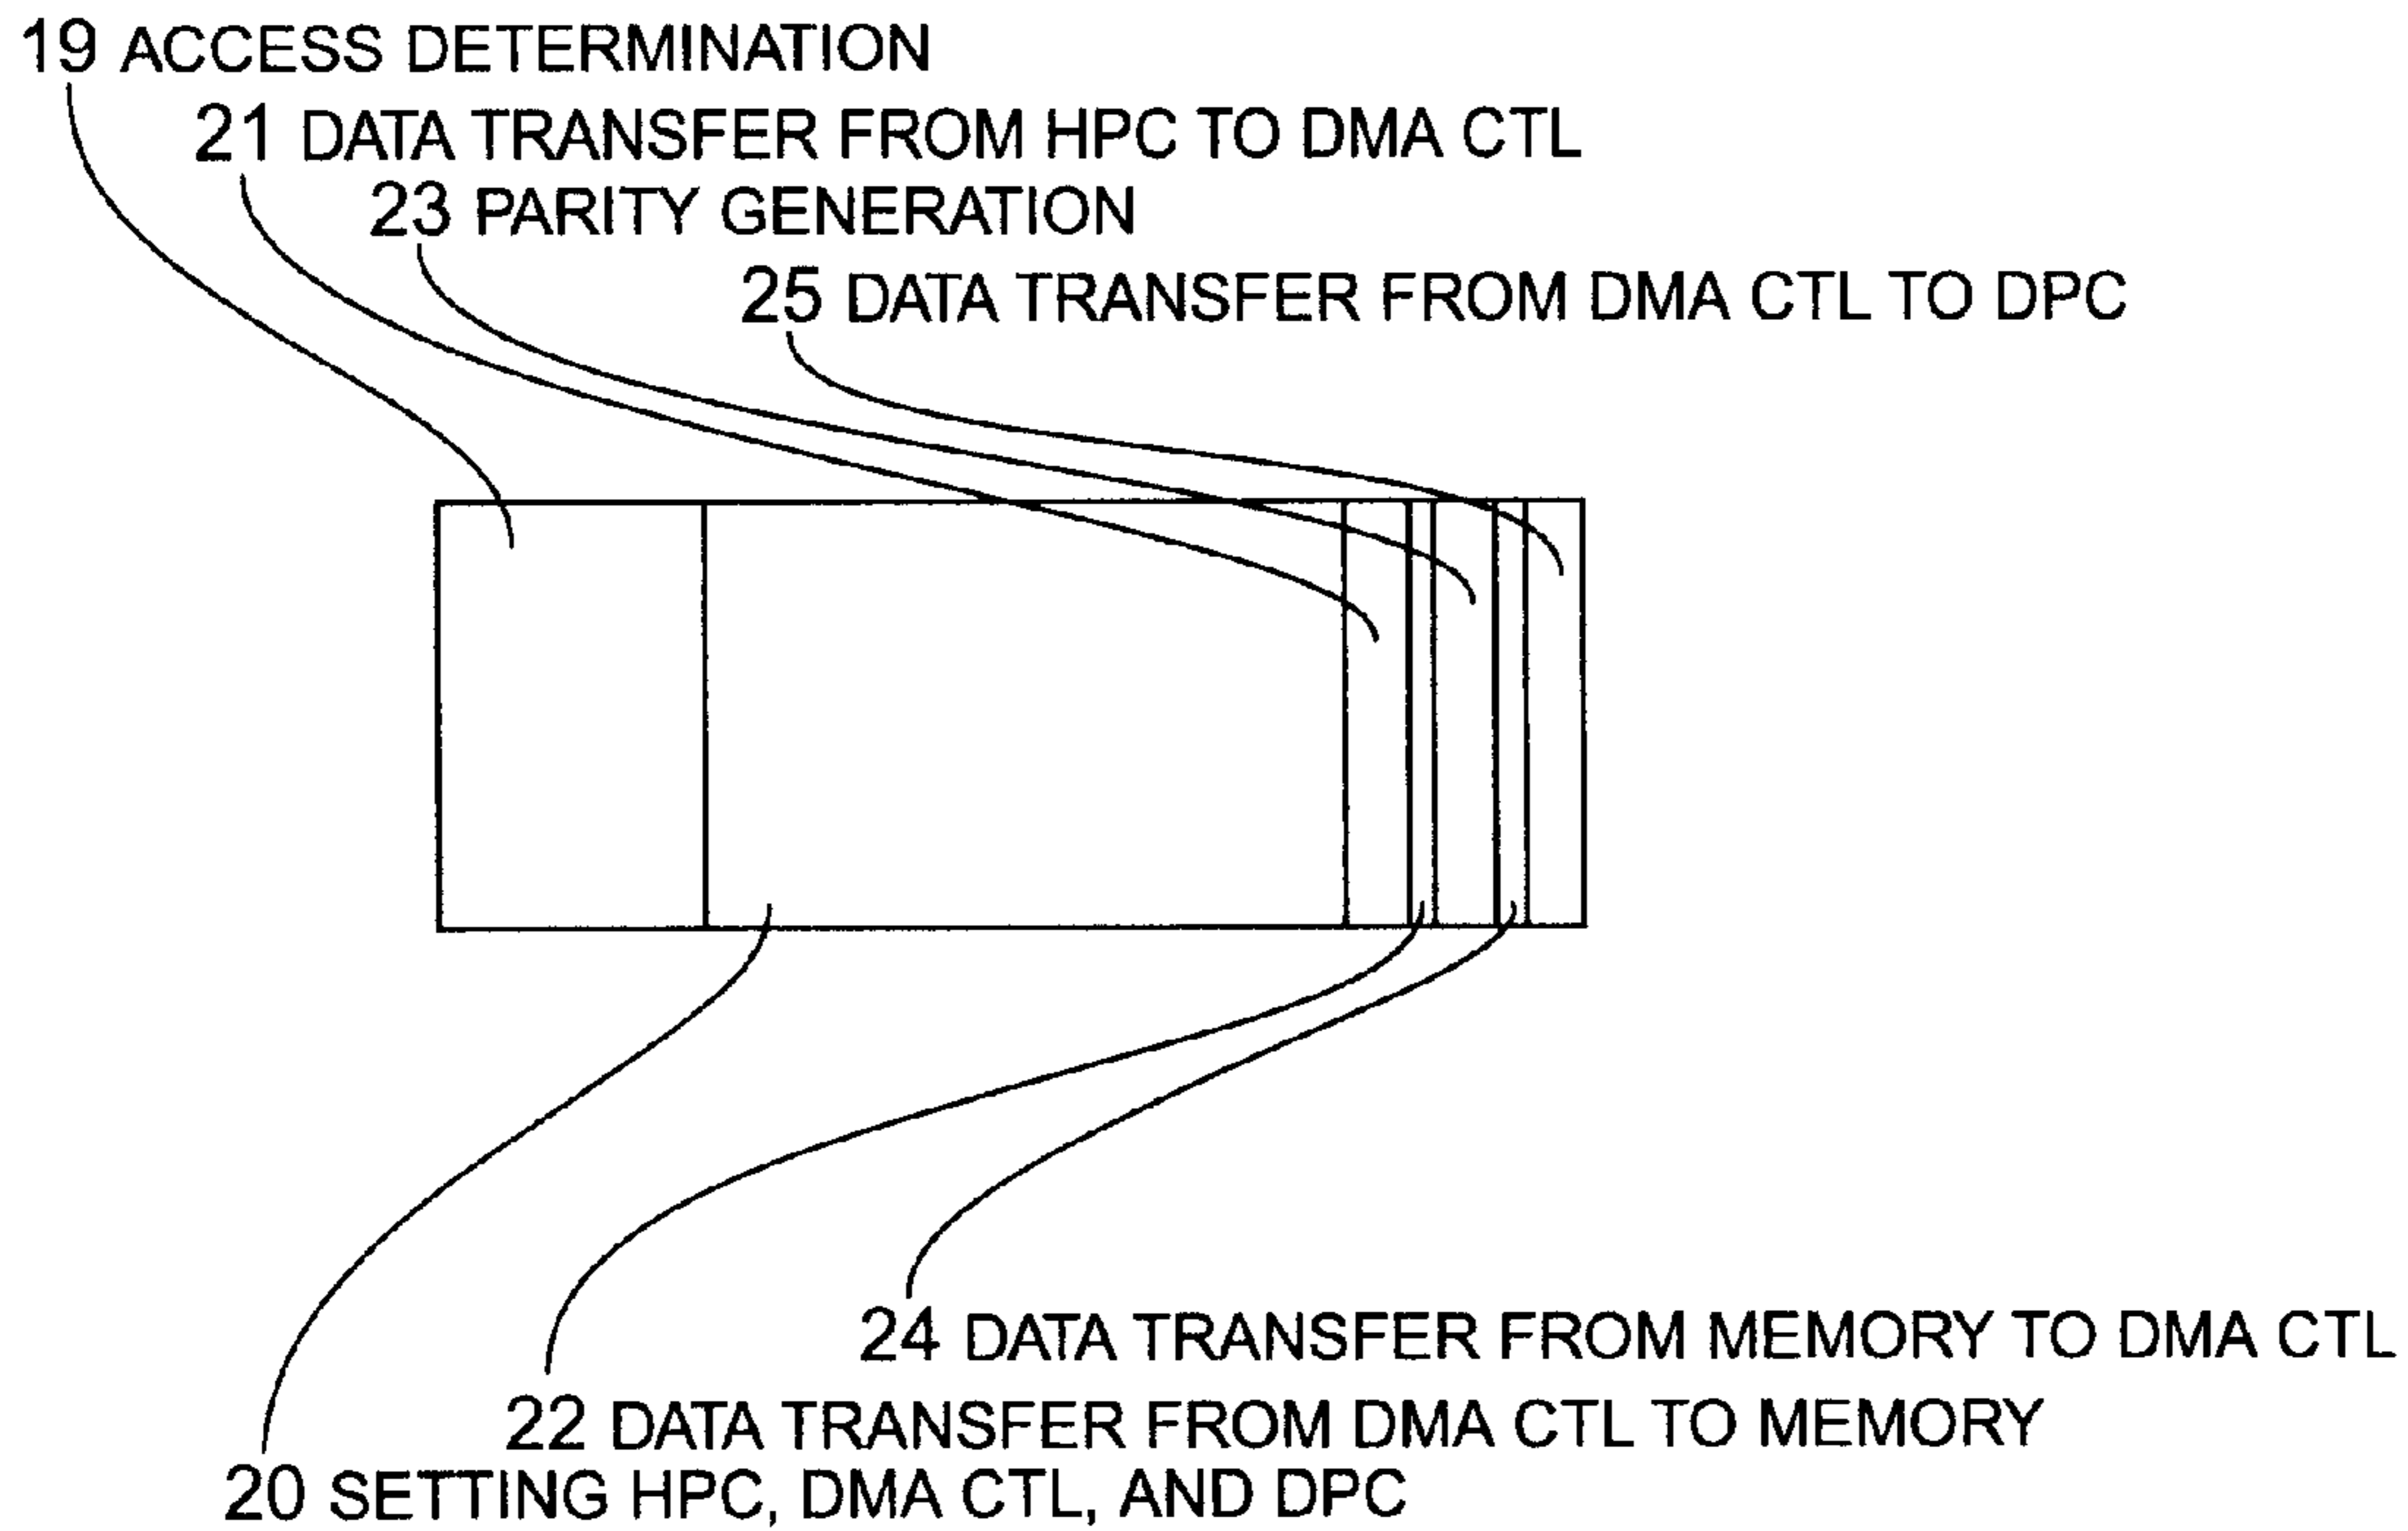 19 ACCESS DETERMINATION
21 DATA TRANSFER FROM HPC TO DMA CTL
23 PARITY GENERATION
25 DATA TRANSFER FROM DMA CTL TO DPC
24 DATA TRANSFER FROM MEMORY TO DMA CTL
22 DATA TRANSFER FROM DMA CTL TO MEMORY
20 SETTING HPC, DMA CTL, AND DPC